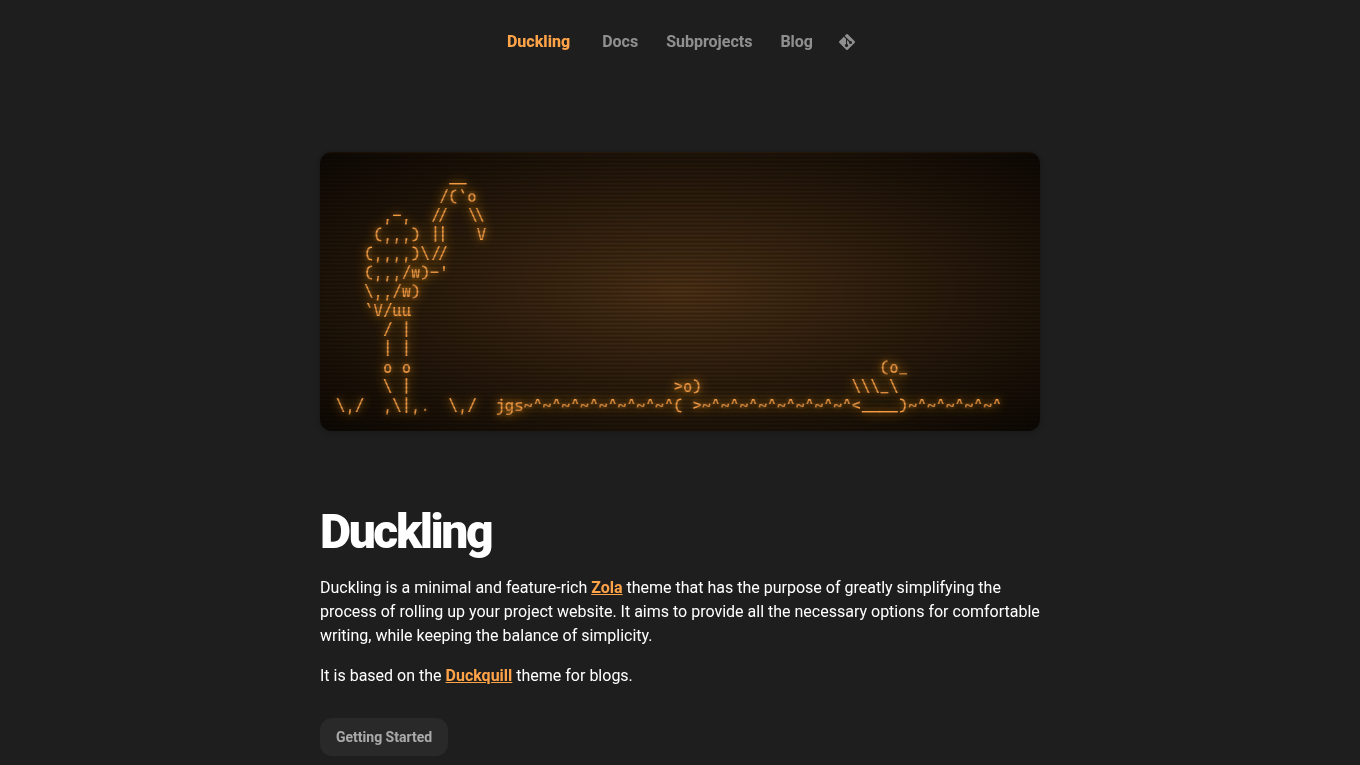 Duckling Docs Subprojects Blog
              __
             /(`o
       ,-,  //  \\
      (,,,) ||   V
     (,,,,)\//
     (,,,/w)-'
     \,,/w)
     `V/uu
       / |
       | |
       o o                                                  (o_
       \ |                            >o)                \\\_\
  \,/  ,\|,.  \,/  jgs~^~^~^~^~^~^~^~^( >~^~^~^~^~^~^~^~^<____)~^~^~^~^~^
Duckling
Duckling is a minimal and feature-rich Zola theme that has the purpose of greatly simplifying the
process of rolling up your project website. It aims to provide all the necessary options for comfortable
writing, while keeping the balance of simplicity.
It is based on the Duckquill theme for blogs.
Getting Started